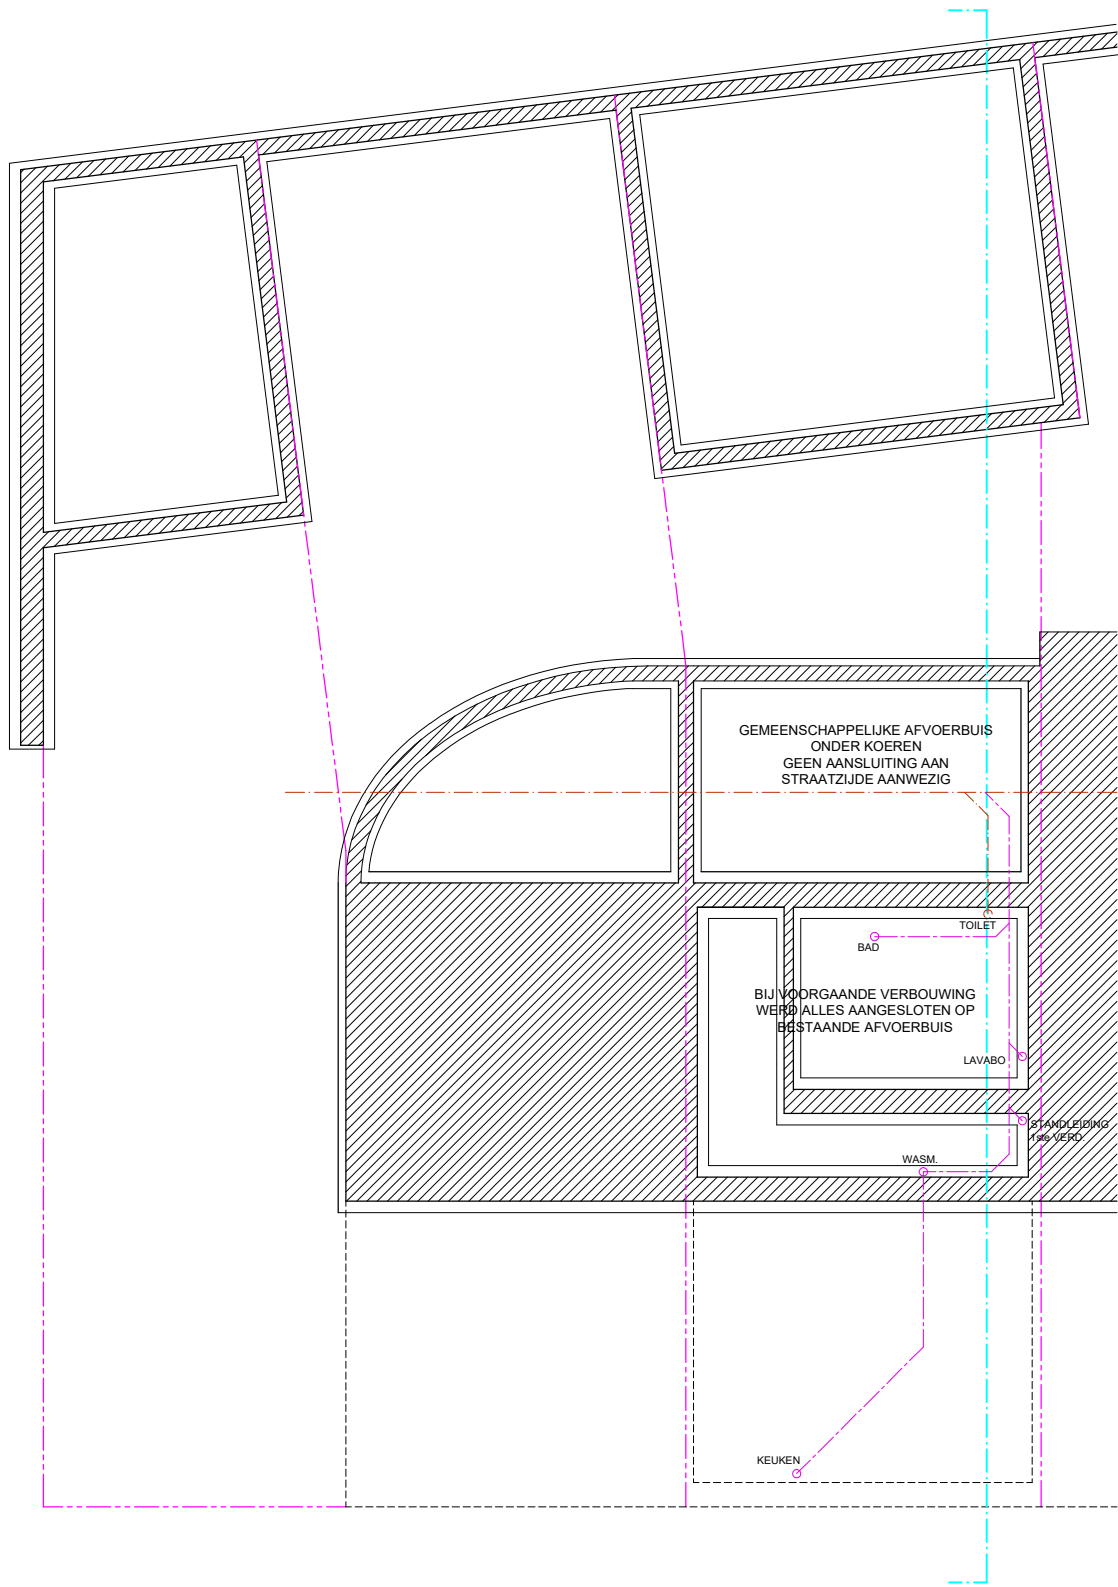 GEMEENSCHAPPELIJKE AFVOERBUIS
ONDER KOEREN
GEEN AANSLUITING AAN
STRAATZIJDE AANWEZIG
TOILET
BAD
BIJ VOORGAANDE VERBOUWING
WERD ALLES AANGESLOTEN OP
BESTAANDE AFVOERBUIS
LAVABO
STANDLEIDING
1ste VERD.
WASM.
KEUKEN